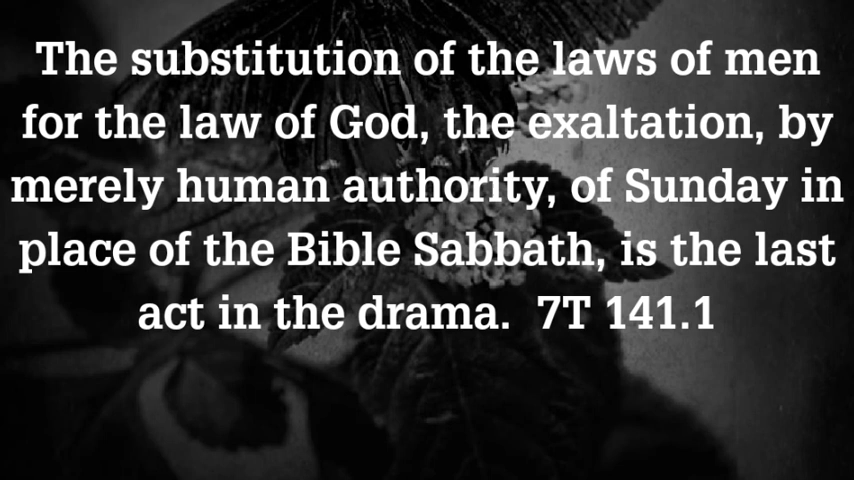 The substitution of the laws of men
for the law of God, the exaltation, by
merely human authority, of Sunday in
place of the Bible Sabbath, is the last
act in the drama. 7T 141.1